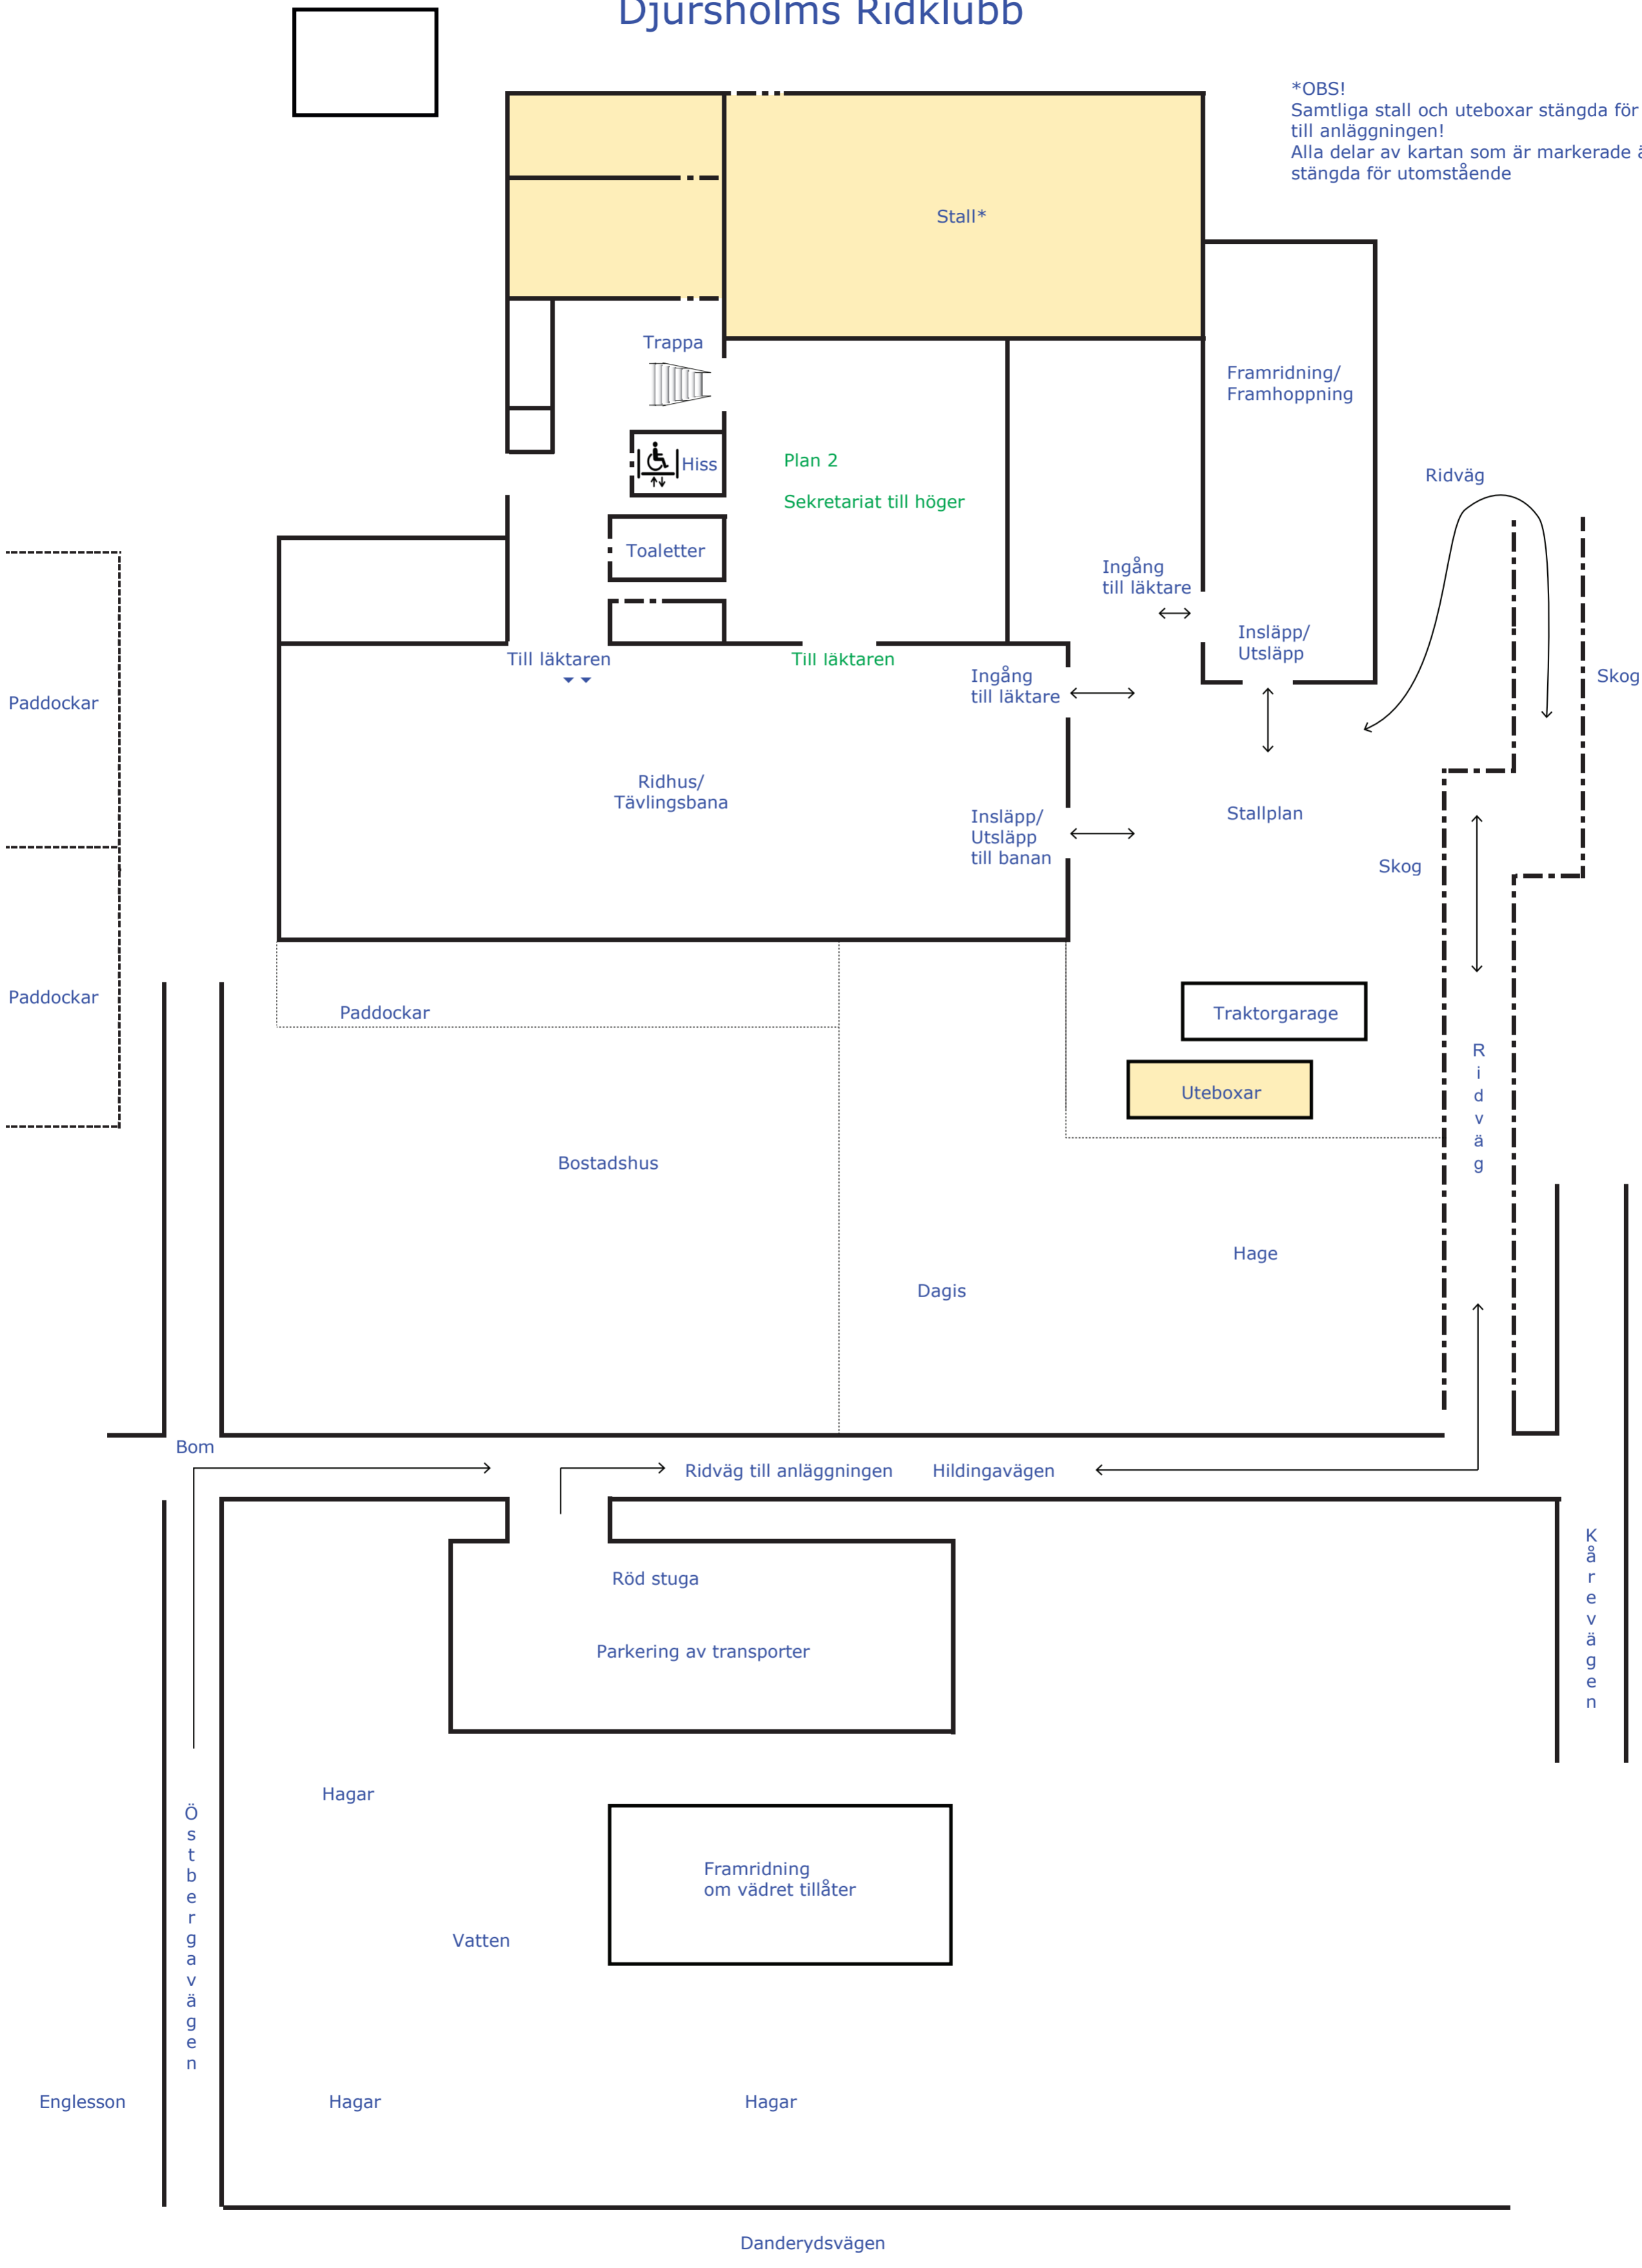 Djursholms Ridklubb
*OBS!
Samtliga stall och uteboxar stängda för
till anläggningen!
Alla delar av kartan som är markerade
stängda för utomstående
Stall*
Trappa
Framridning/
Framhoppning
Hiss
Plan 2
Sekretariat till höger
Ridväg
Toaletter
Ingång
till läktare
Insläpp/
Utsläpp
Till läktaren
Till läktaren
Ingång
till läktare
Skog
Paddockar
Ridhus/
Tävlingsbana
Insläpp/
Utsläpp
till banan
Stallplan
Skog
Paddockar
Paddockar
Traktorgarage
Uteboxar
Ridväg
Bostadshus
Hage
Dagis
Bom
Ridväg till anläggningen
Hildingavägen
Röd stuga
Kårevägen
Parkering av transporter
Hagar
Östbergavägen
Framridning
om vädret tillåter
Vatten
Englesson
Hagar
Hagar
Danderydsvägen